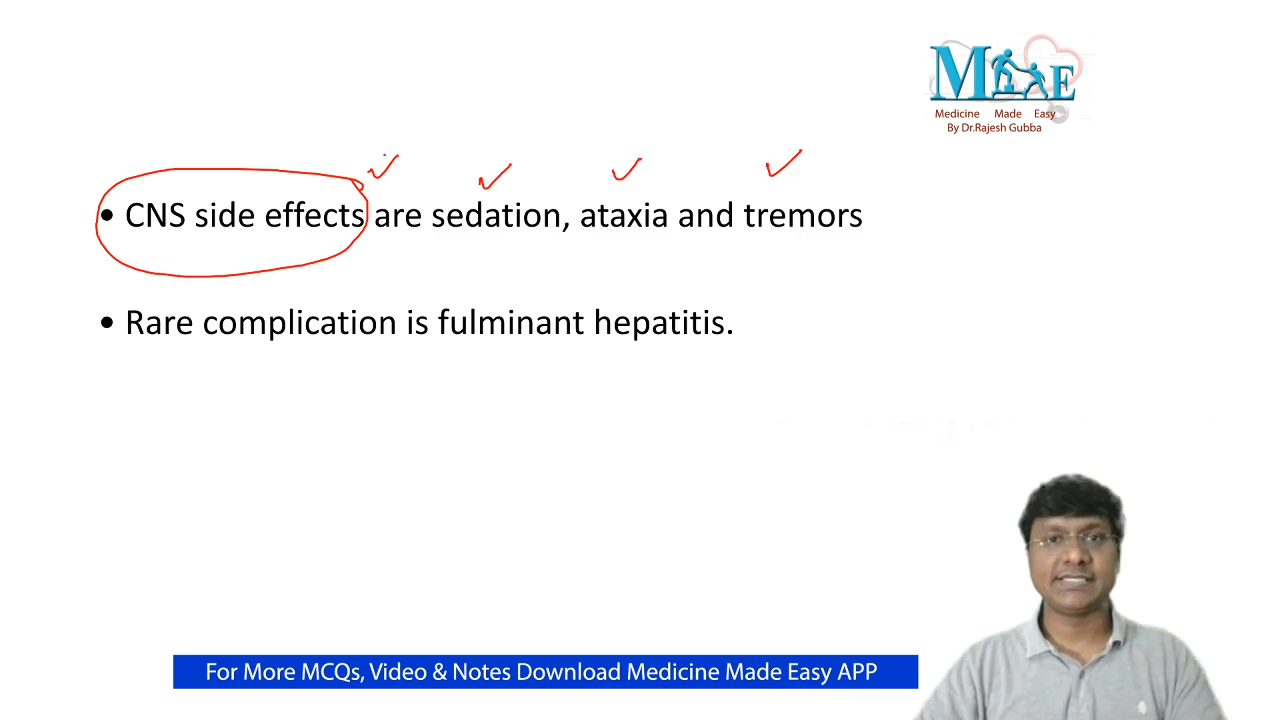 M E
Medicine Made Easy
By Dr.Rajesh Gubba
• CNS side effects are sedation, ataxia and tremors
• Rare complication is fulminant hepatitis.
For More MCQs, Video & Notes Download Medicine Made Easy APP